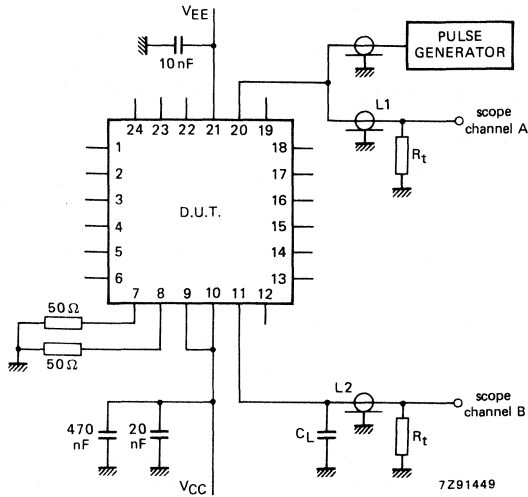 VEE
PULSE
GENERATOR
10 nF
L1
scope
channel A
Rt
24 23 22 21 20 19
1
2
3
4
5
6
18
17
16
15
14
13
D.U.T.
7 8 9 10 11 12
50Ω
50Ω
L2
scope
channel B
470
nF
20
nF
CL
Rt
VCC
7Z91449